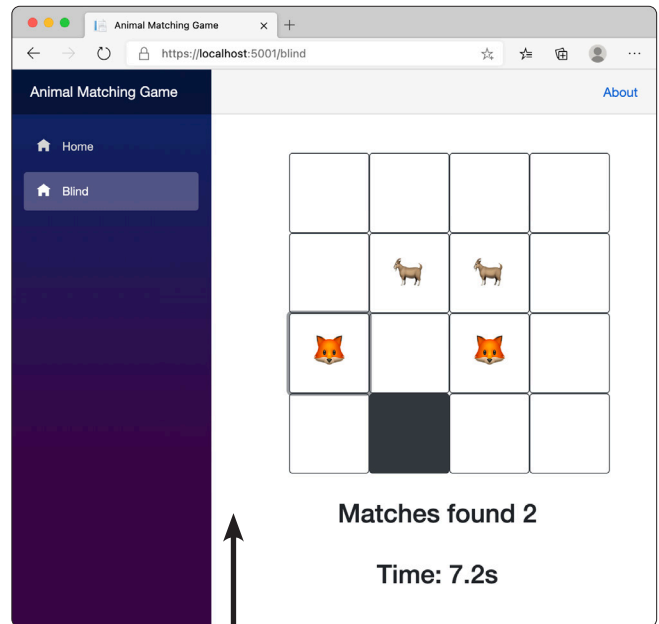 Animal Matching Game
https://localhost:5001/blind
Animal Matching Game
About
Home
Blind
Matches found 2
Time: 7.2s